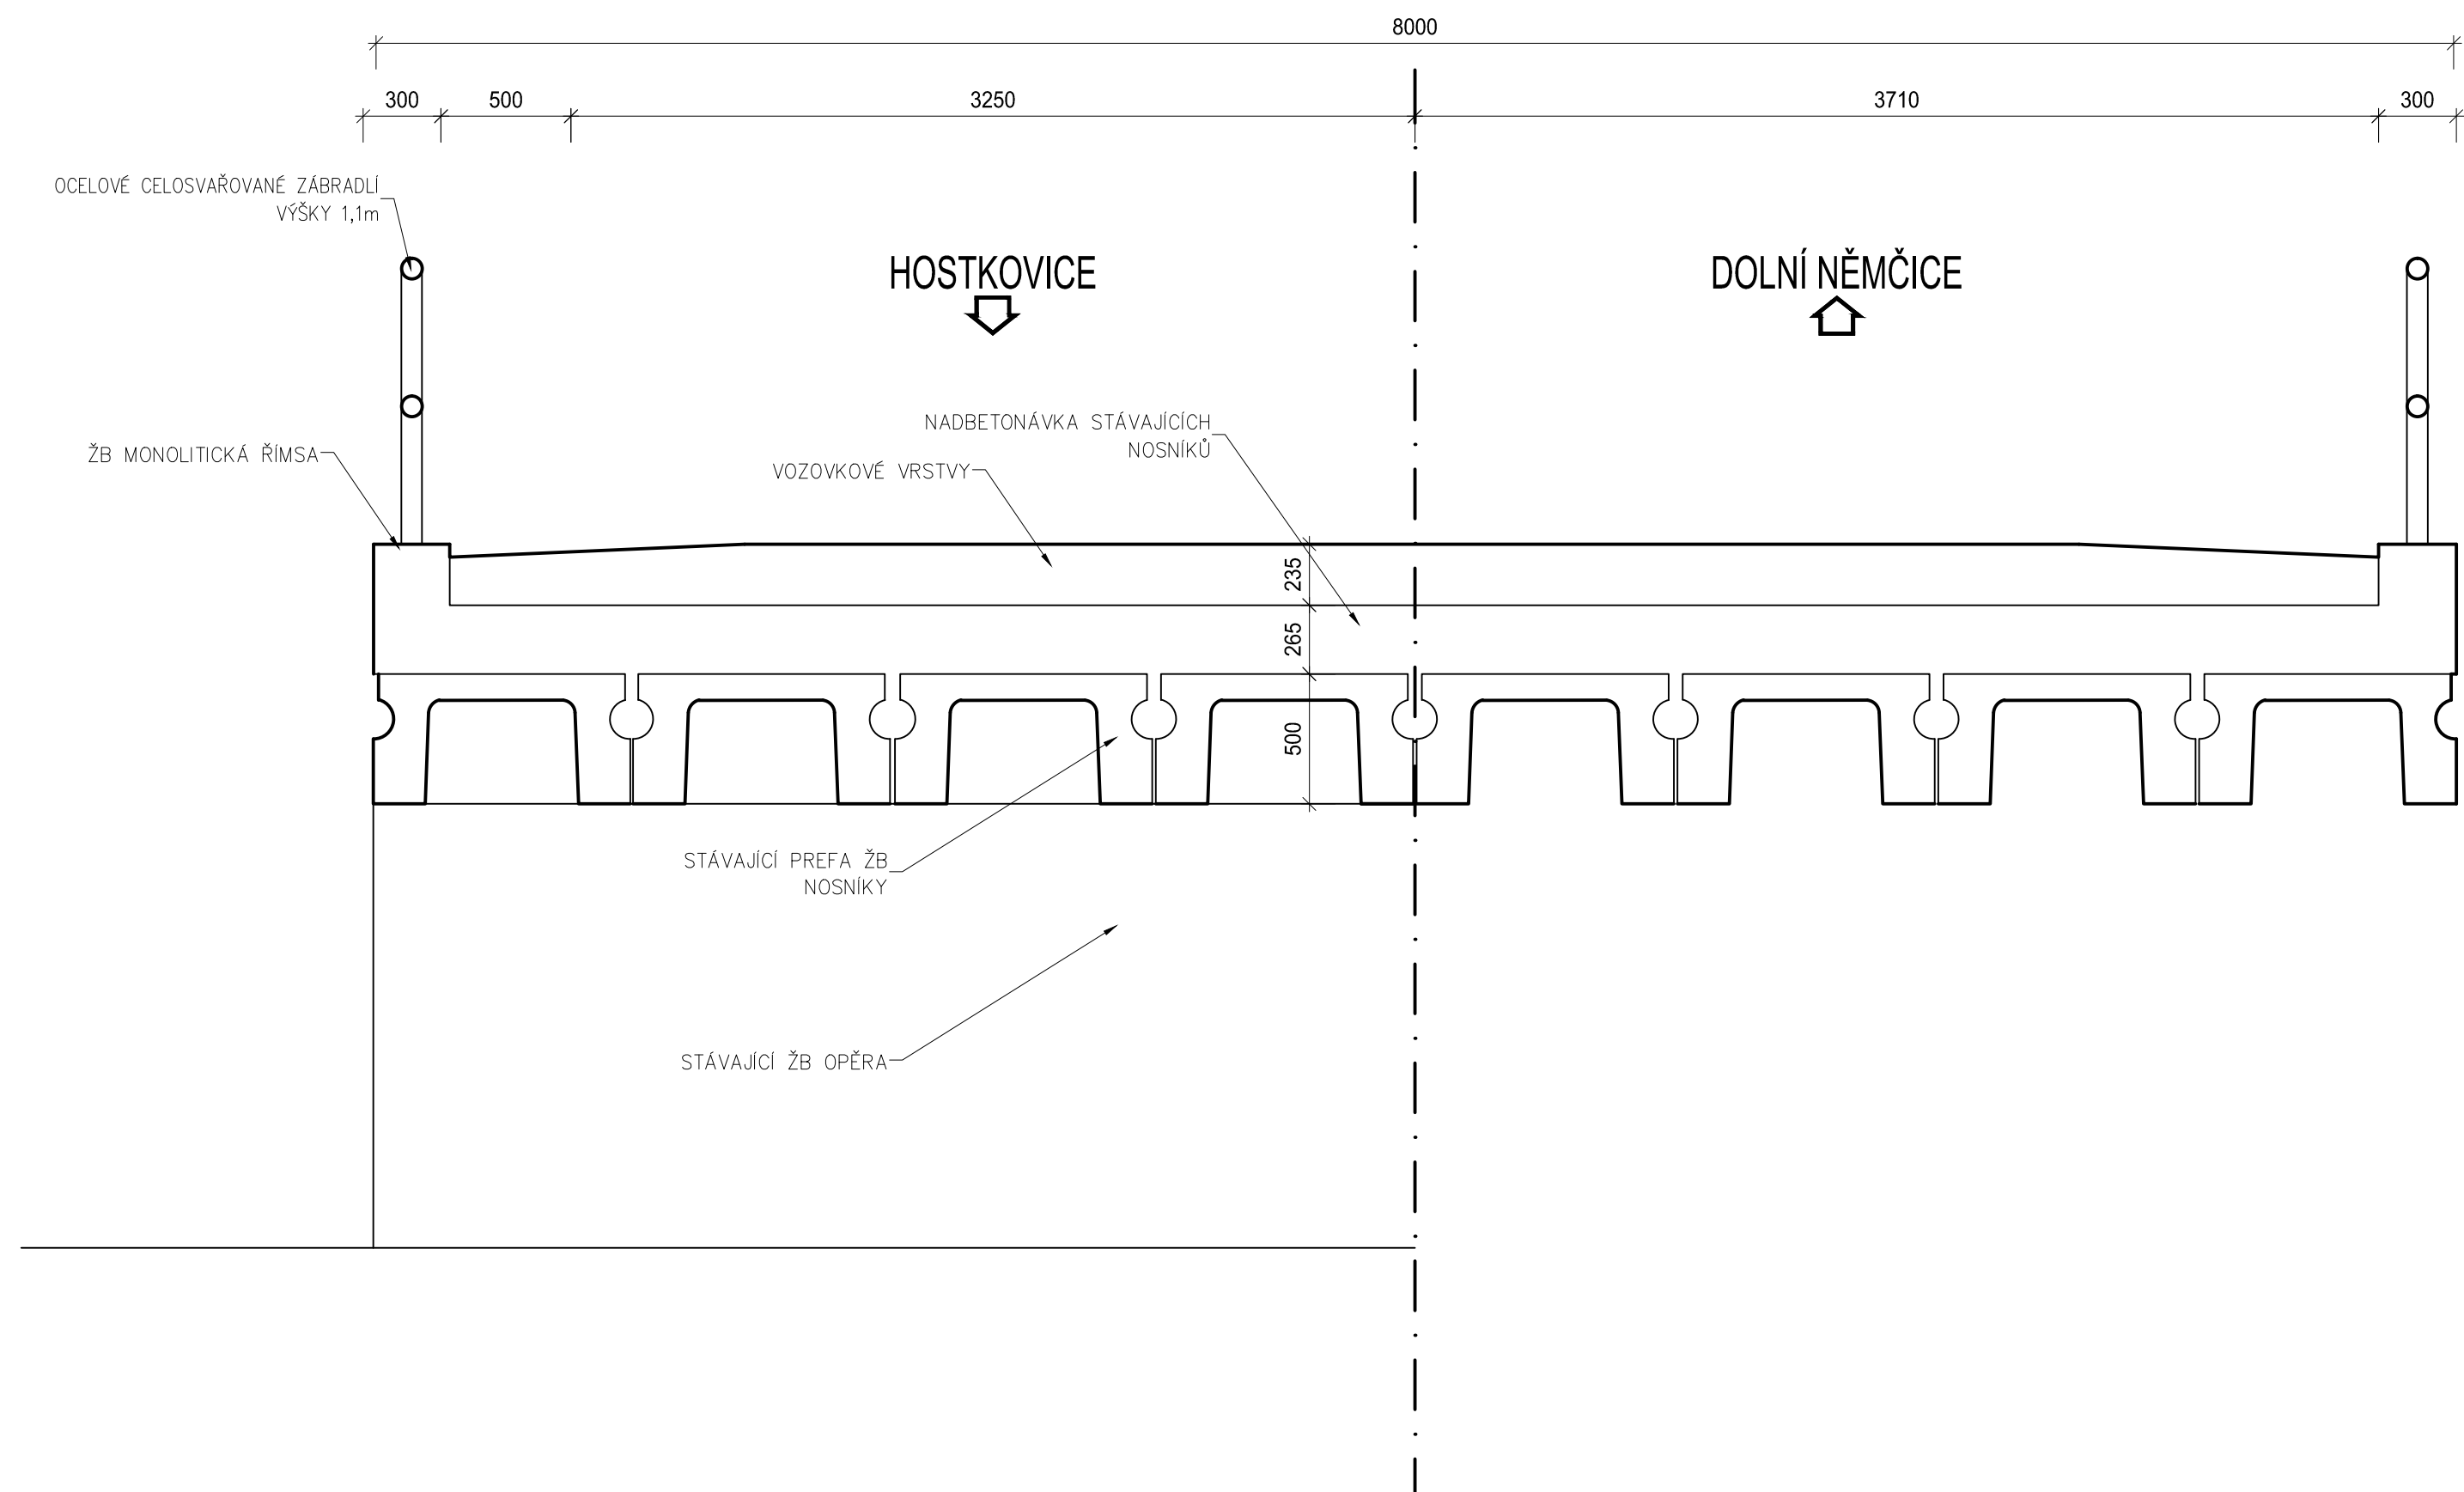 8000
300
500
3250
3710
300
OCELOVÉ CELOSVAŘOVANÉ ZÁBRADLÍ
VÝŠKY 1,1m
HOSTKOVICE
DOLNÍ NĚMČICE
NADBETONÁVKA STÁVAJÍCÍCH
NOSNÍKŮ
ŽB MONOLITICKÁ ŘÍMSA
VOZOVKOVÉ VRSTVY
235
265
500
STÁVAJÍCÍ PREFA ŽB
NOSNÍKY
STÁVAJÍCÍ ŽB OPĚRA